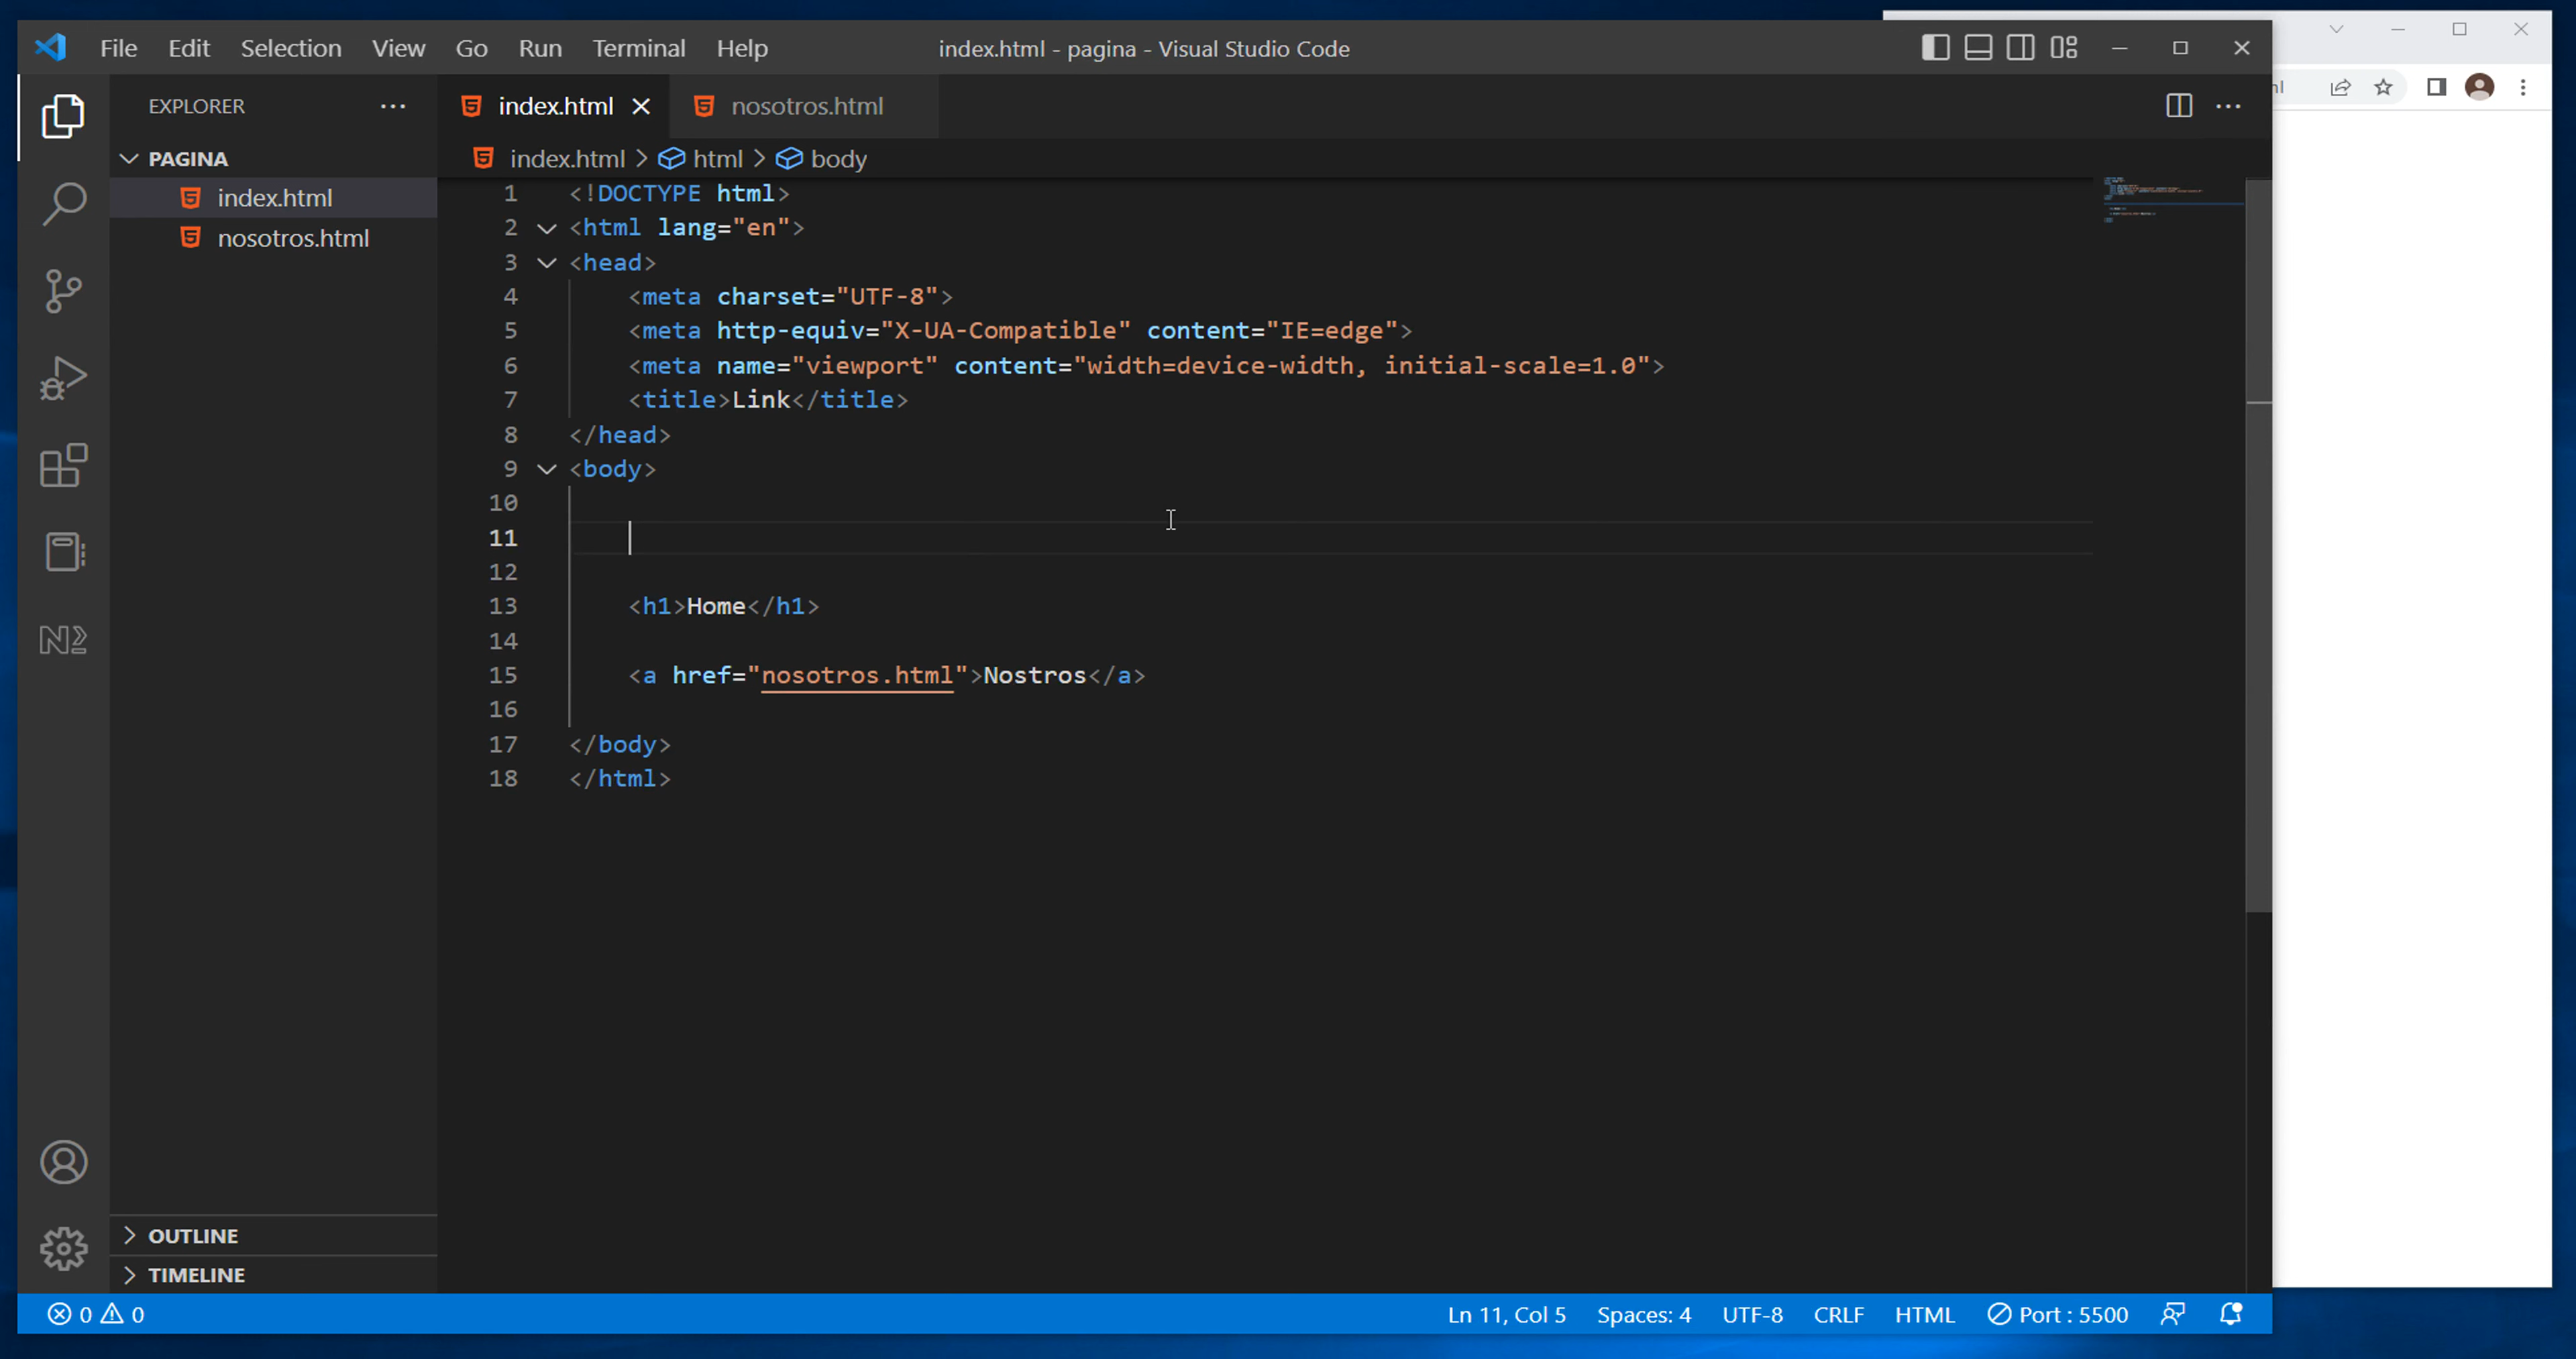 File Edit Selection View Go Run Terminal Help
index.html - pagina - Visual Studio Code
EXPLORER
PAGINA
index.html
nosotros.html
index.html nosotros.html
index.html > html > body
1 <!DOCTYPE html>
2 <html lang="en">
3 <head>
4 <meta charset="UTF-8">
5 <meta http-equiv="X-UA-Compatible" content="IE=edge">
6 <meta name="viewport" content="width=device-width, initial-scale=1.0">
7 <title>Link</title>
8 </head>
9 <body>
10
11
12
13 <h1>Home</h1>
14
15 <a href="nosotros.html">Nostros</a>
16
17 </body>
18 </html>
OUTLINE
TIMELINE
0 0
Ln 11, Col 5 Spaces: 4 UTF-8 CRLF HTML Port : 5500